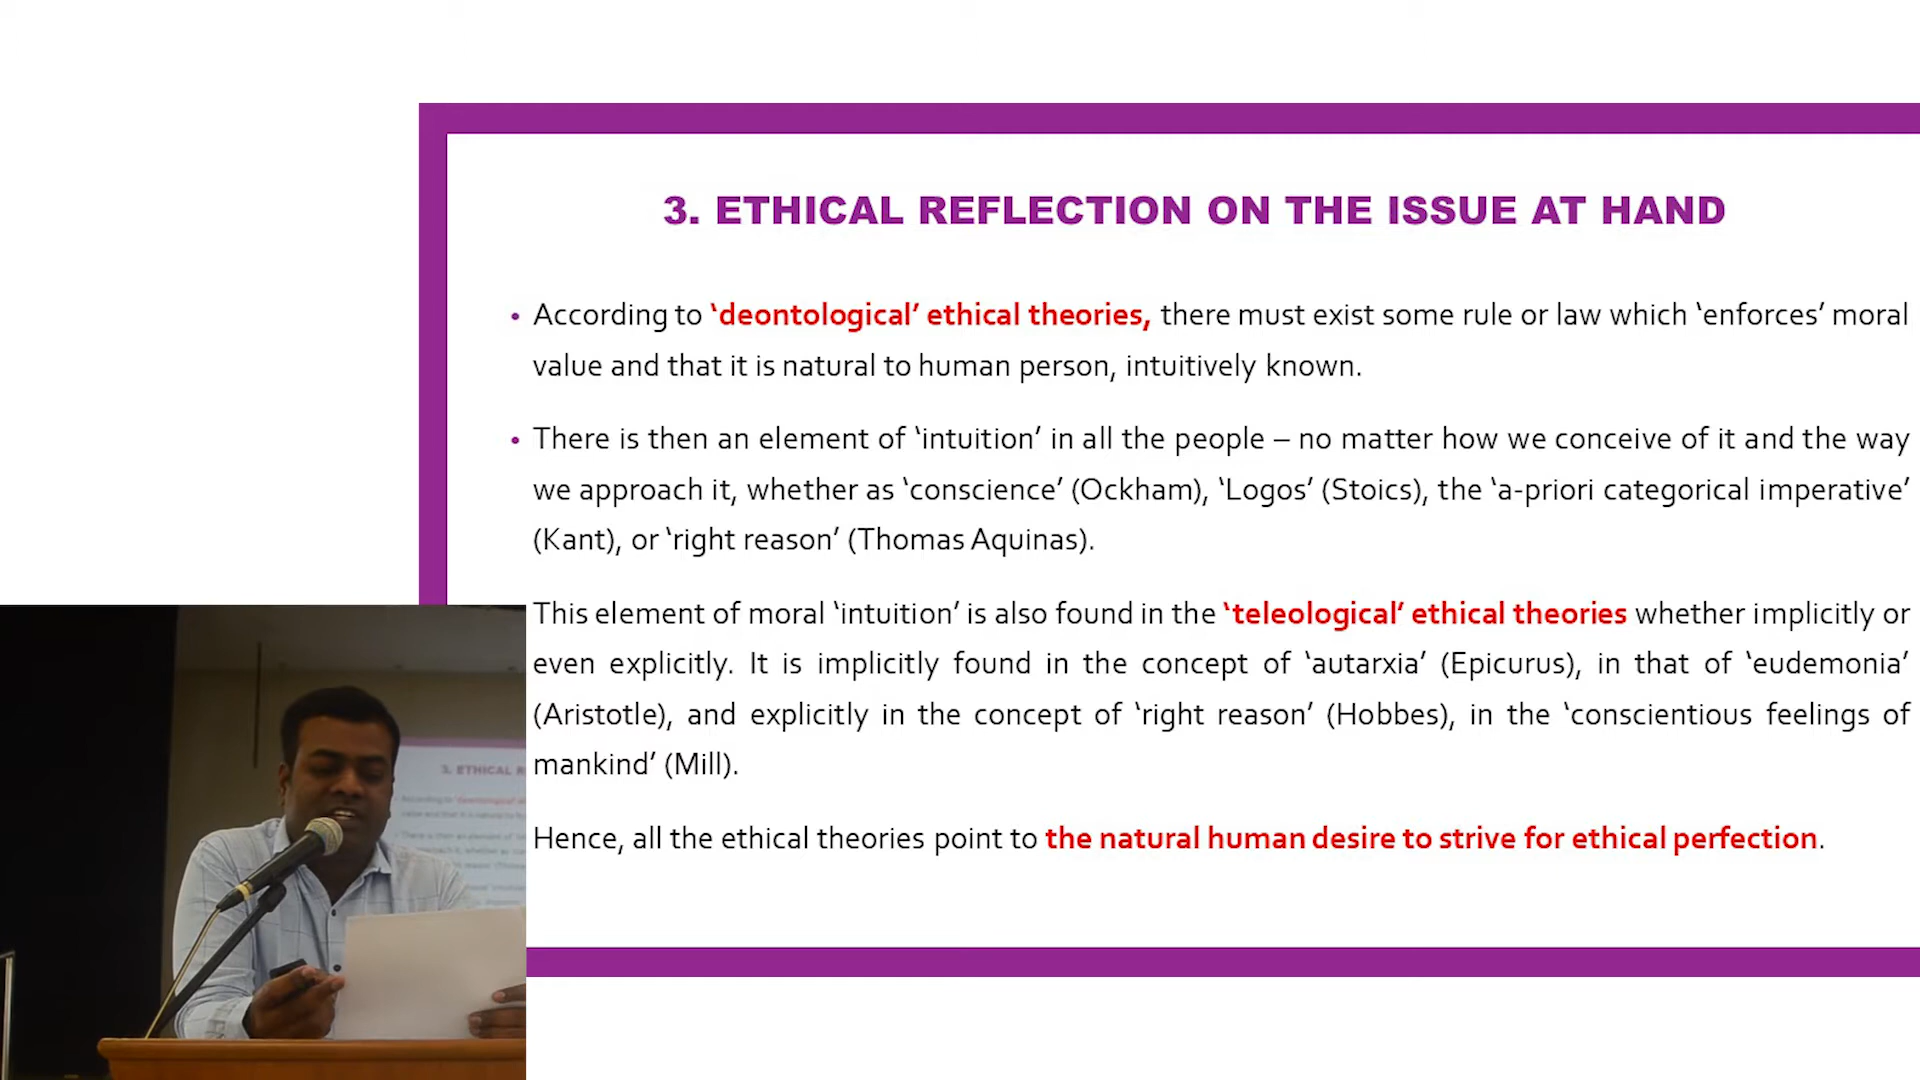 3. ETHICAL REFLECTION ON THE ISSUE AT HAND
• According to ‘deontological’ ethical theories, there must exist some rule or law which ‘enforces’ moral
value and that it is natural to human person, intuitively known.
• There is then an element of ‘intuition’ in all the people – no matter how we conceive of it and the way
we approach it, whether as ‘conscience’ (Ockham), ‘Logos’ (Stoics), the ‘a-priori categorical imperative’
(Kant), or ‘right reason’ (Thomas Aquinas).
This element of moral ‘intuition’ is also found in the ‘teleological’ ethical theories whether implicitly or
even explicitly. It is implicitly found in the concept of ‘autarxia’ (Epicurus), in that of ‘eudemonia’
(Aristotle), and explicitly in the concept of ‘right reason’ (Hobbes), in the ‘conscientious feelings of
mankind’ (Mill).
Hence, all the ethical theories point to the natural human desire to strive for ethical perfection.
3. ETHICAL R